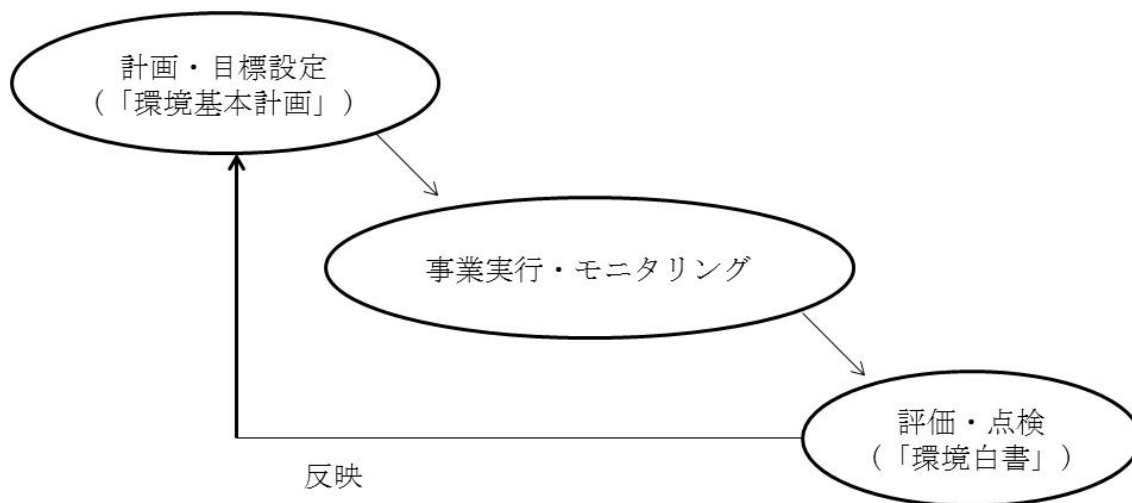 計画・目標設定
（「環境基本計画」）
事業実行・モニタリング
評価・点検
（「環境白書」）
反映